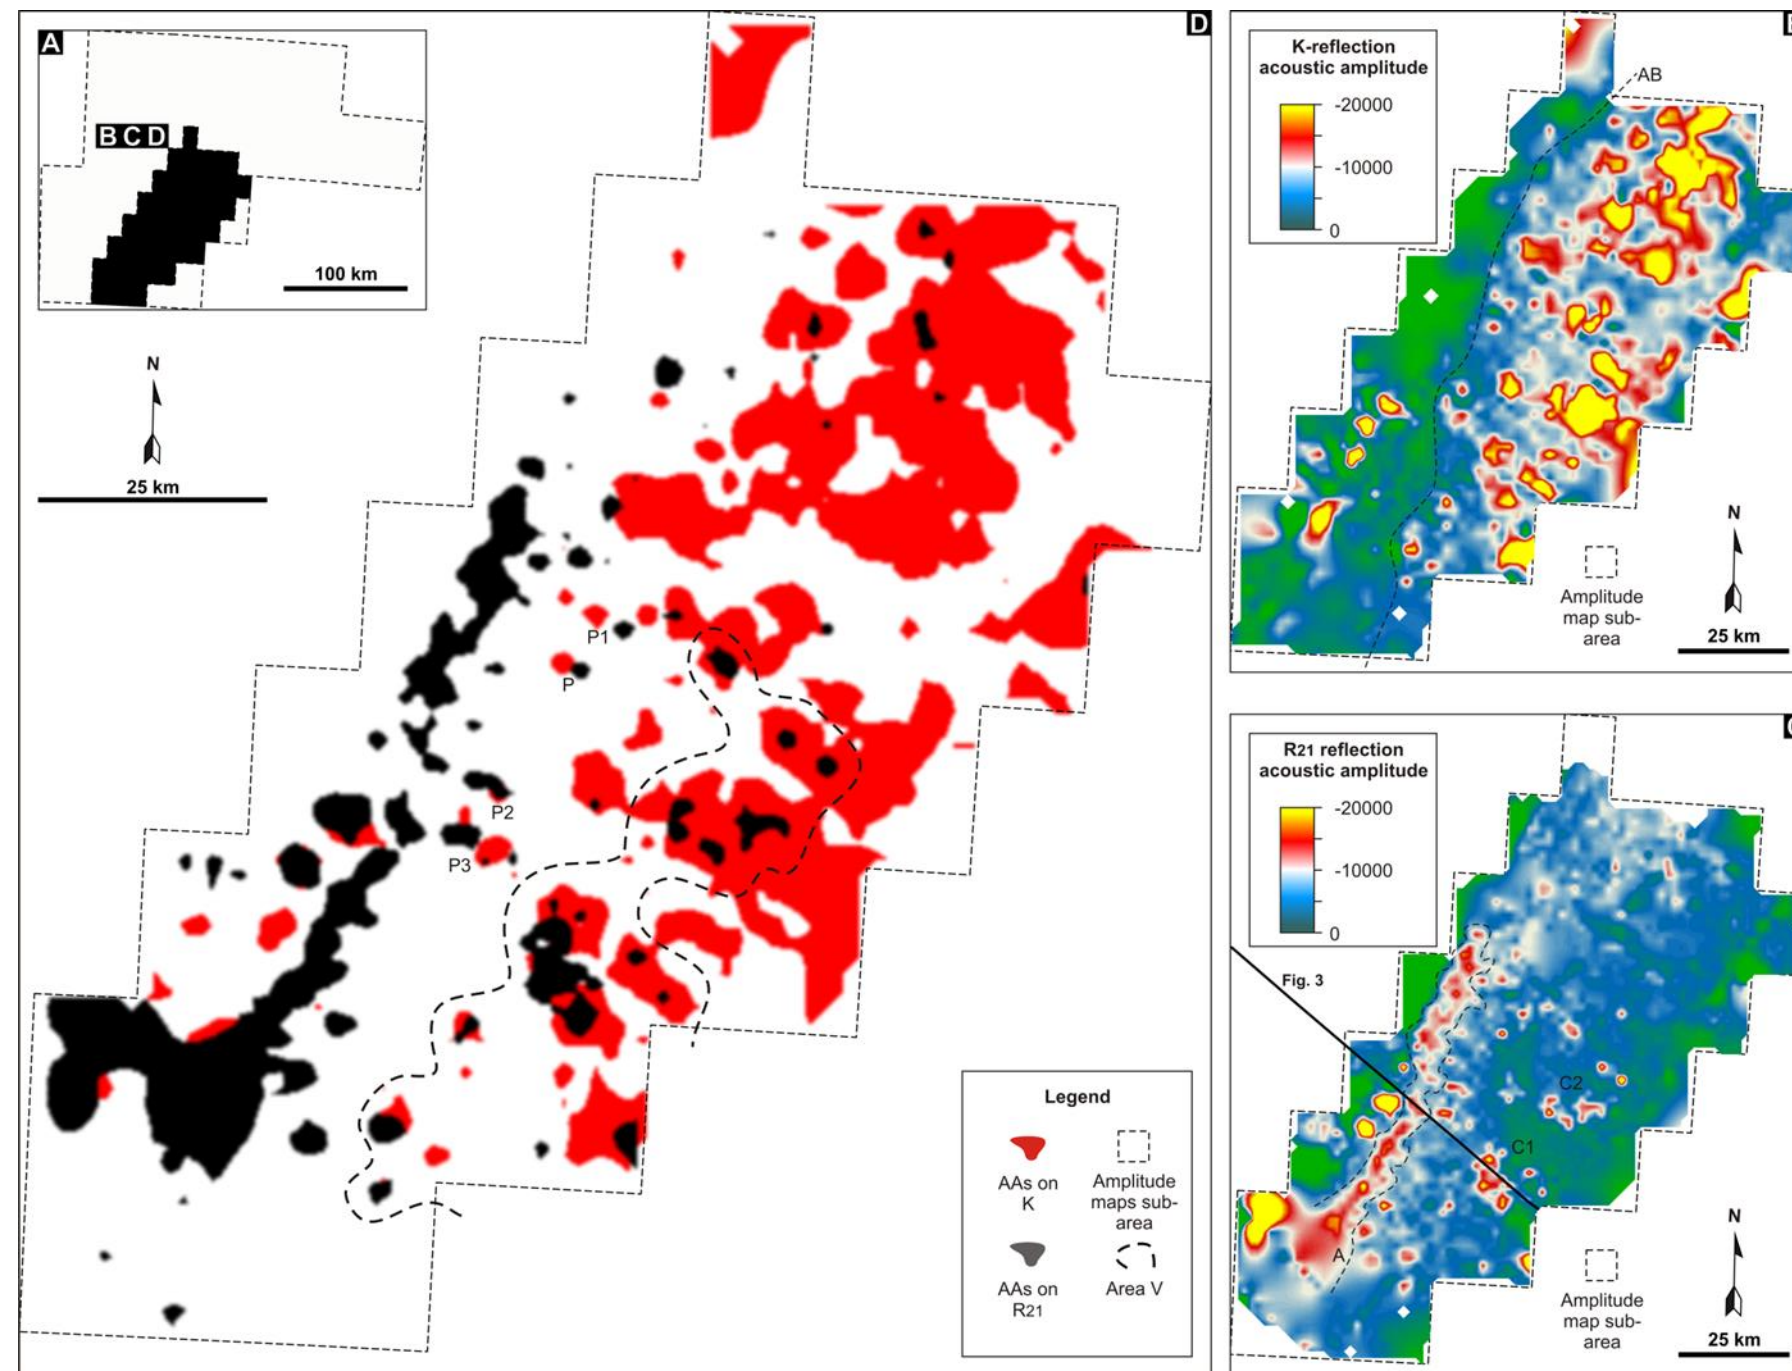 A
B C D
100 km
N
25 km
D
P1
P
P2
P3
Legend
AAs on
K
Amplitude
maps sub-
area
AAs on
R21
Area V
K-reflection
acoustic amplitude
-20000
-10000
0
AB
Amplitude
map sub-
area
N
25 km
R21 reflection
acoustic amplitude
-20000
-10000
0
Fig. 3
C2
C1
A
Amplitude
map sub-
area
N
25 km